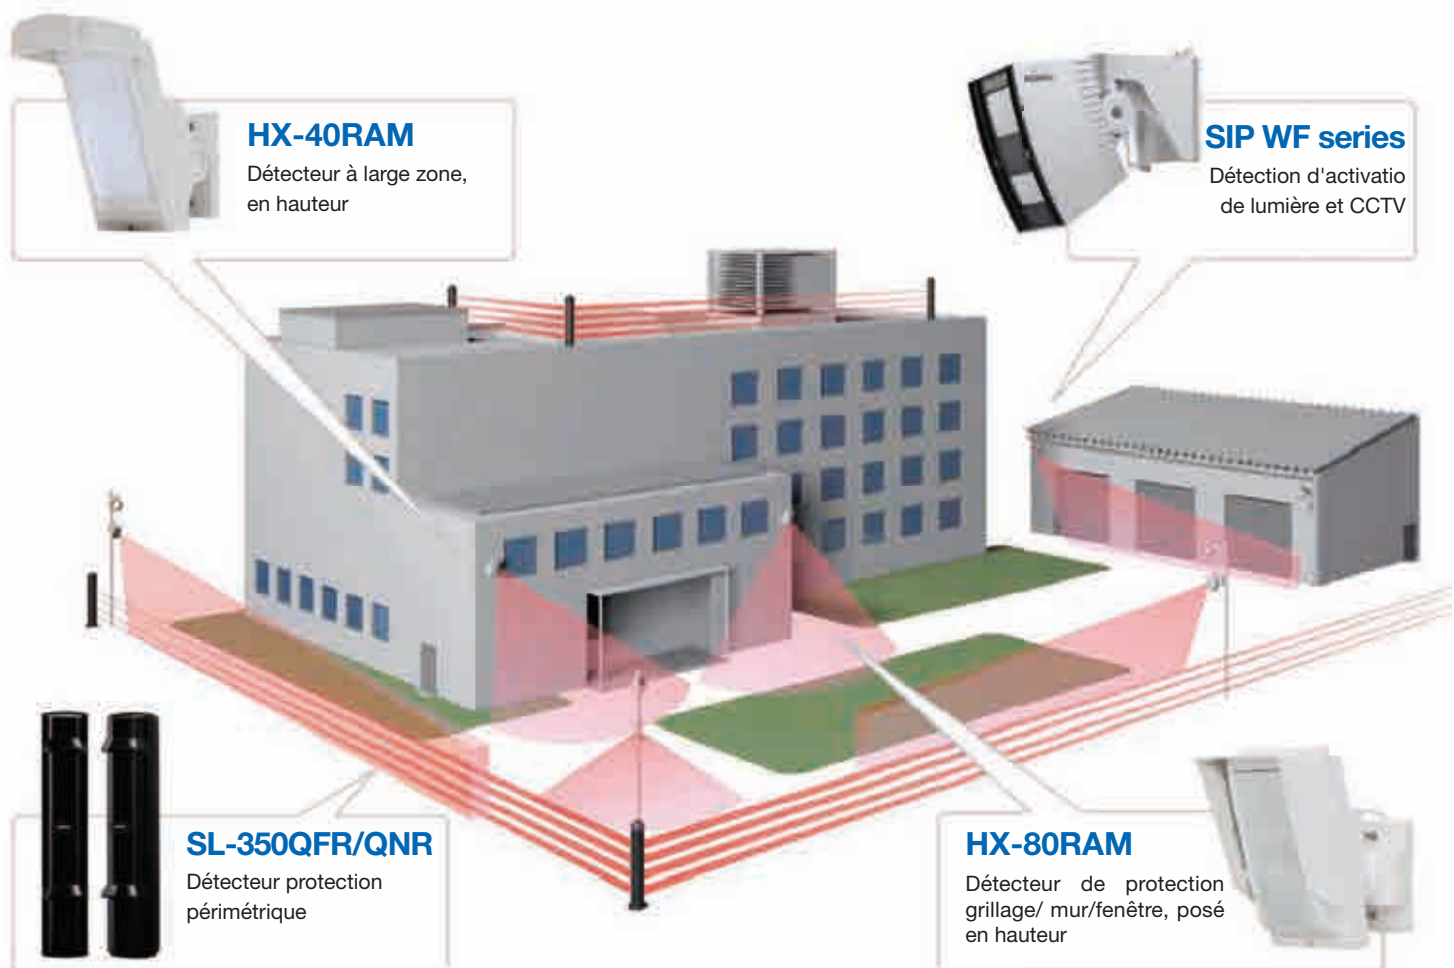 HX-40RAM
Détecteur à large zone,
en hauteur
SIP WF series
Détection d'activatio
de lumière et CCTV
SL-350QFR/QNR
Détecteur protection
périmétrique
HX-80RAM
Détecteur de protection
grillage/ mur/fenêtre, posé
en hauteur